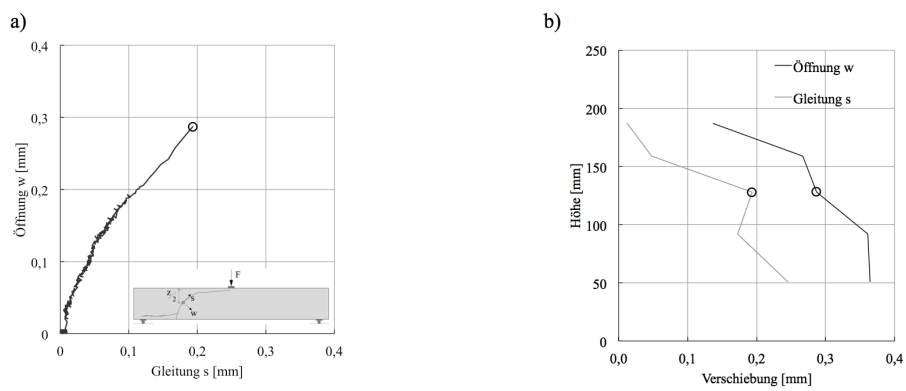 a)
0,4
0,3
0,2
0,1
0
Öffnung w [mm]
0 0,1 0,2 0,3 0,4
Gleitung s [mm]
F
z
2
s
w
b)
250
200
150
100
50
0
Höhe [mm]
Öffnung w
Gleitung s
0,0 0,1 0,2 0,3 0,4
Verschiebung [mm]